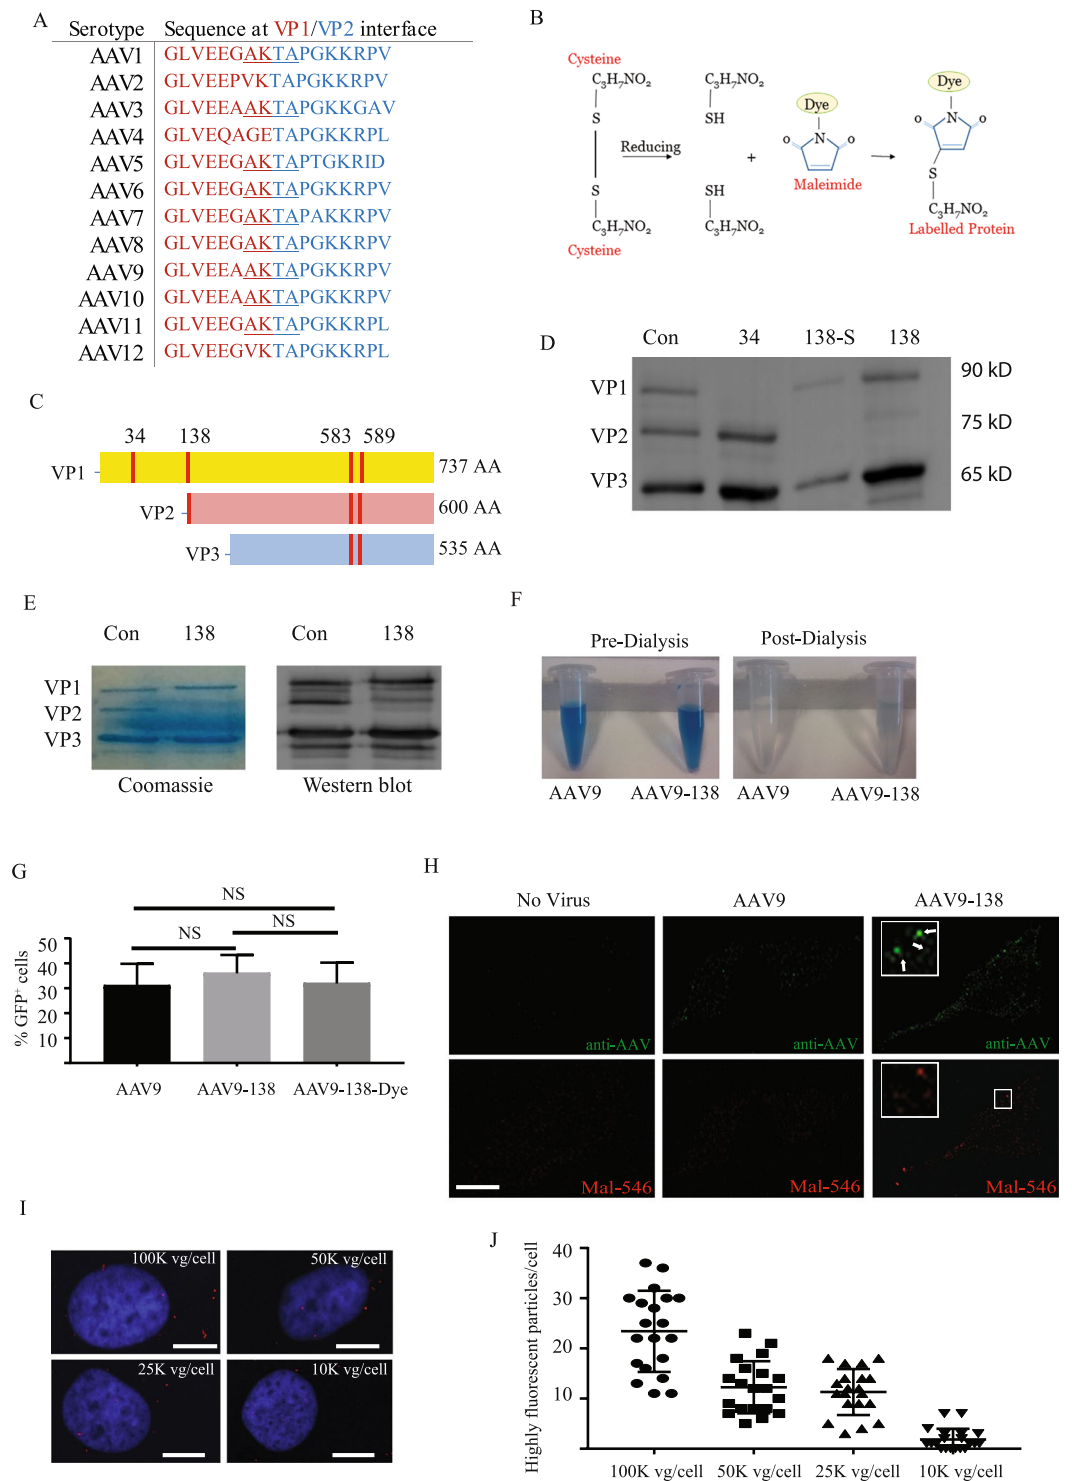 A
Serotype Sequence at VP1/VP2 interface
AAV1 GLVEEGAKTAPGKKRPV
AAV2 GLVEEPVKTAPGKKRPV
AAV3 GLVEEAAKTAPGKKGAV
AAV4 GLVEQAGETAPGKKRPL
AAV5 GLVEEGAKTAPTGKRID
AAV6 GLVEEGAKTAPGKKRPV
AAV7 GLVEEGAKTAPAKKRPV
AAV8 GLVEEGAKTAPGKKRPV
AAV9 GLVEEAAKTAPGKKRPV
AAV10 GLVEEAAKTAPGKKRPV
AAV11 GLVEEGAKTAPGKKRPL
AAV12 GLVEEGVKTAPGKKRPL
B
Cysteine
C₃H₇NO₂
S
S
C₃H₇NO₂
Cysteine
Reducing
C₃H₇NO₂
SH
+
SH
C₃H₇NO₂
Dye
N
o o
Maleimide
Dye
N
o o
S
C₃H₇NO₂
Labelled Protein
C
34 138 583 589
VP1 737 AA
VP2 600 AA
VP3 535 AA
D
Con 34 138-S 138
VP1 90 kD
VP2 75 kD
VP3 65 kD
E
Con 138 Con 138
VP1
VP2
VP3
Coomassie Western blot
F
Pre-Dialysis Post-Dialysis
AAV9 AAV9-138 AAV9 AAV9-138
G
NS
NS NS
% GFP⁺ cells
50
40
30
20
10
AAV9 AAV9-138 AAV9-138-Dye
H
No Virus AAV9 AAV9-138
anti-AAV anti-AAV anti-AAV
Mal-546 Mal-546 Mal-546
I
100K vg/cell 50K vg/cell
25K vg/cell 10K vg/cell
J
Highly fluorescent particles/cell
40
30
20
10
100K vg/cell 50K vg/cell 25K vg/cell 10K vg/cell